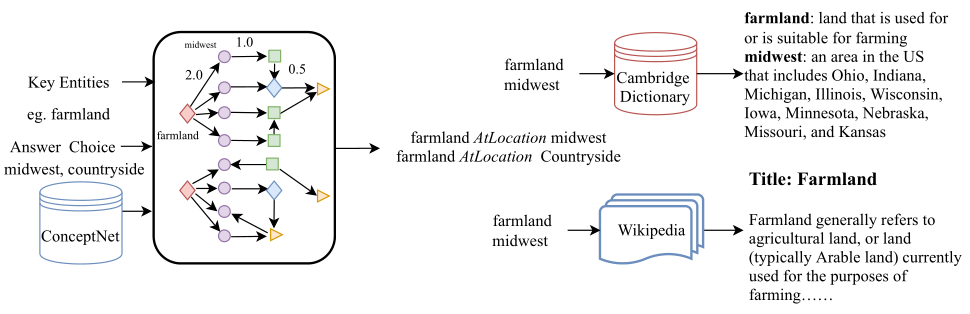 Key Entities
eg. farmland
Answer Choice
midwest, countryside
ConceptNet
midwest
1.0
2.0
0.5
farmland
farmland AtLocation midwest
farmland AtLocation Countryside
farmland
midwest
Cambridge
Dictionary
farmland: land that is used for
or is suitable for farming
midwest: an area in the US
that includes Ohio, Indiana,
Michigan, Illinois, Wisconsin,
Iowa, Minnesota, Nebraska,
Missouri, and Kansas
farmland
midwest
Wikipedia
Title: Farmland
Farmland generally refers to
agricultural land, or land
(typically Arable land) currently
used for the purposes of
farming……